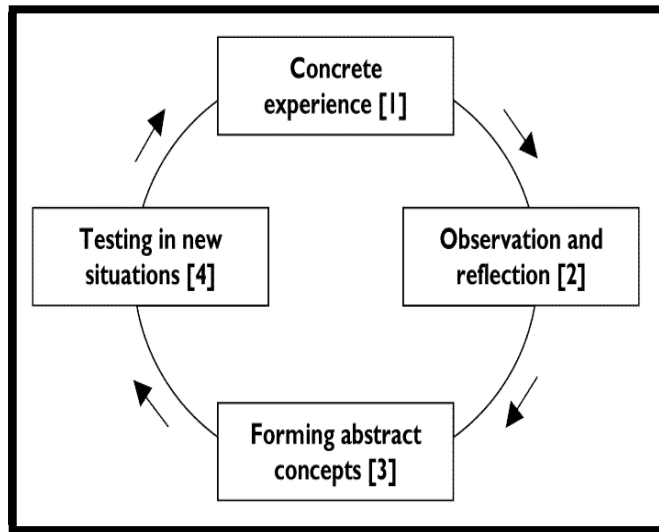 Concrete
experience [1]
Observation and
reflection [2]
Forming abstract
concepts [3]
Testing in new
situations [4]